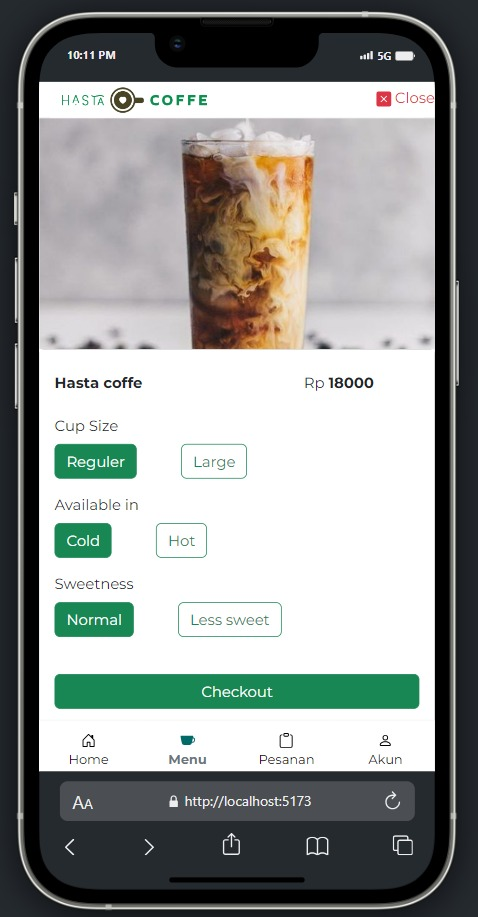 10:11 PM 5G
HASTA COFFE Close
Hasta coffe Rp 18000
Cup Size
Reguler Large
Available in
Cold Hot
Sweetness
Normal Less sweet
Checkout
Home Menu Pesanan Akun
AA http://localhost:5173